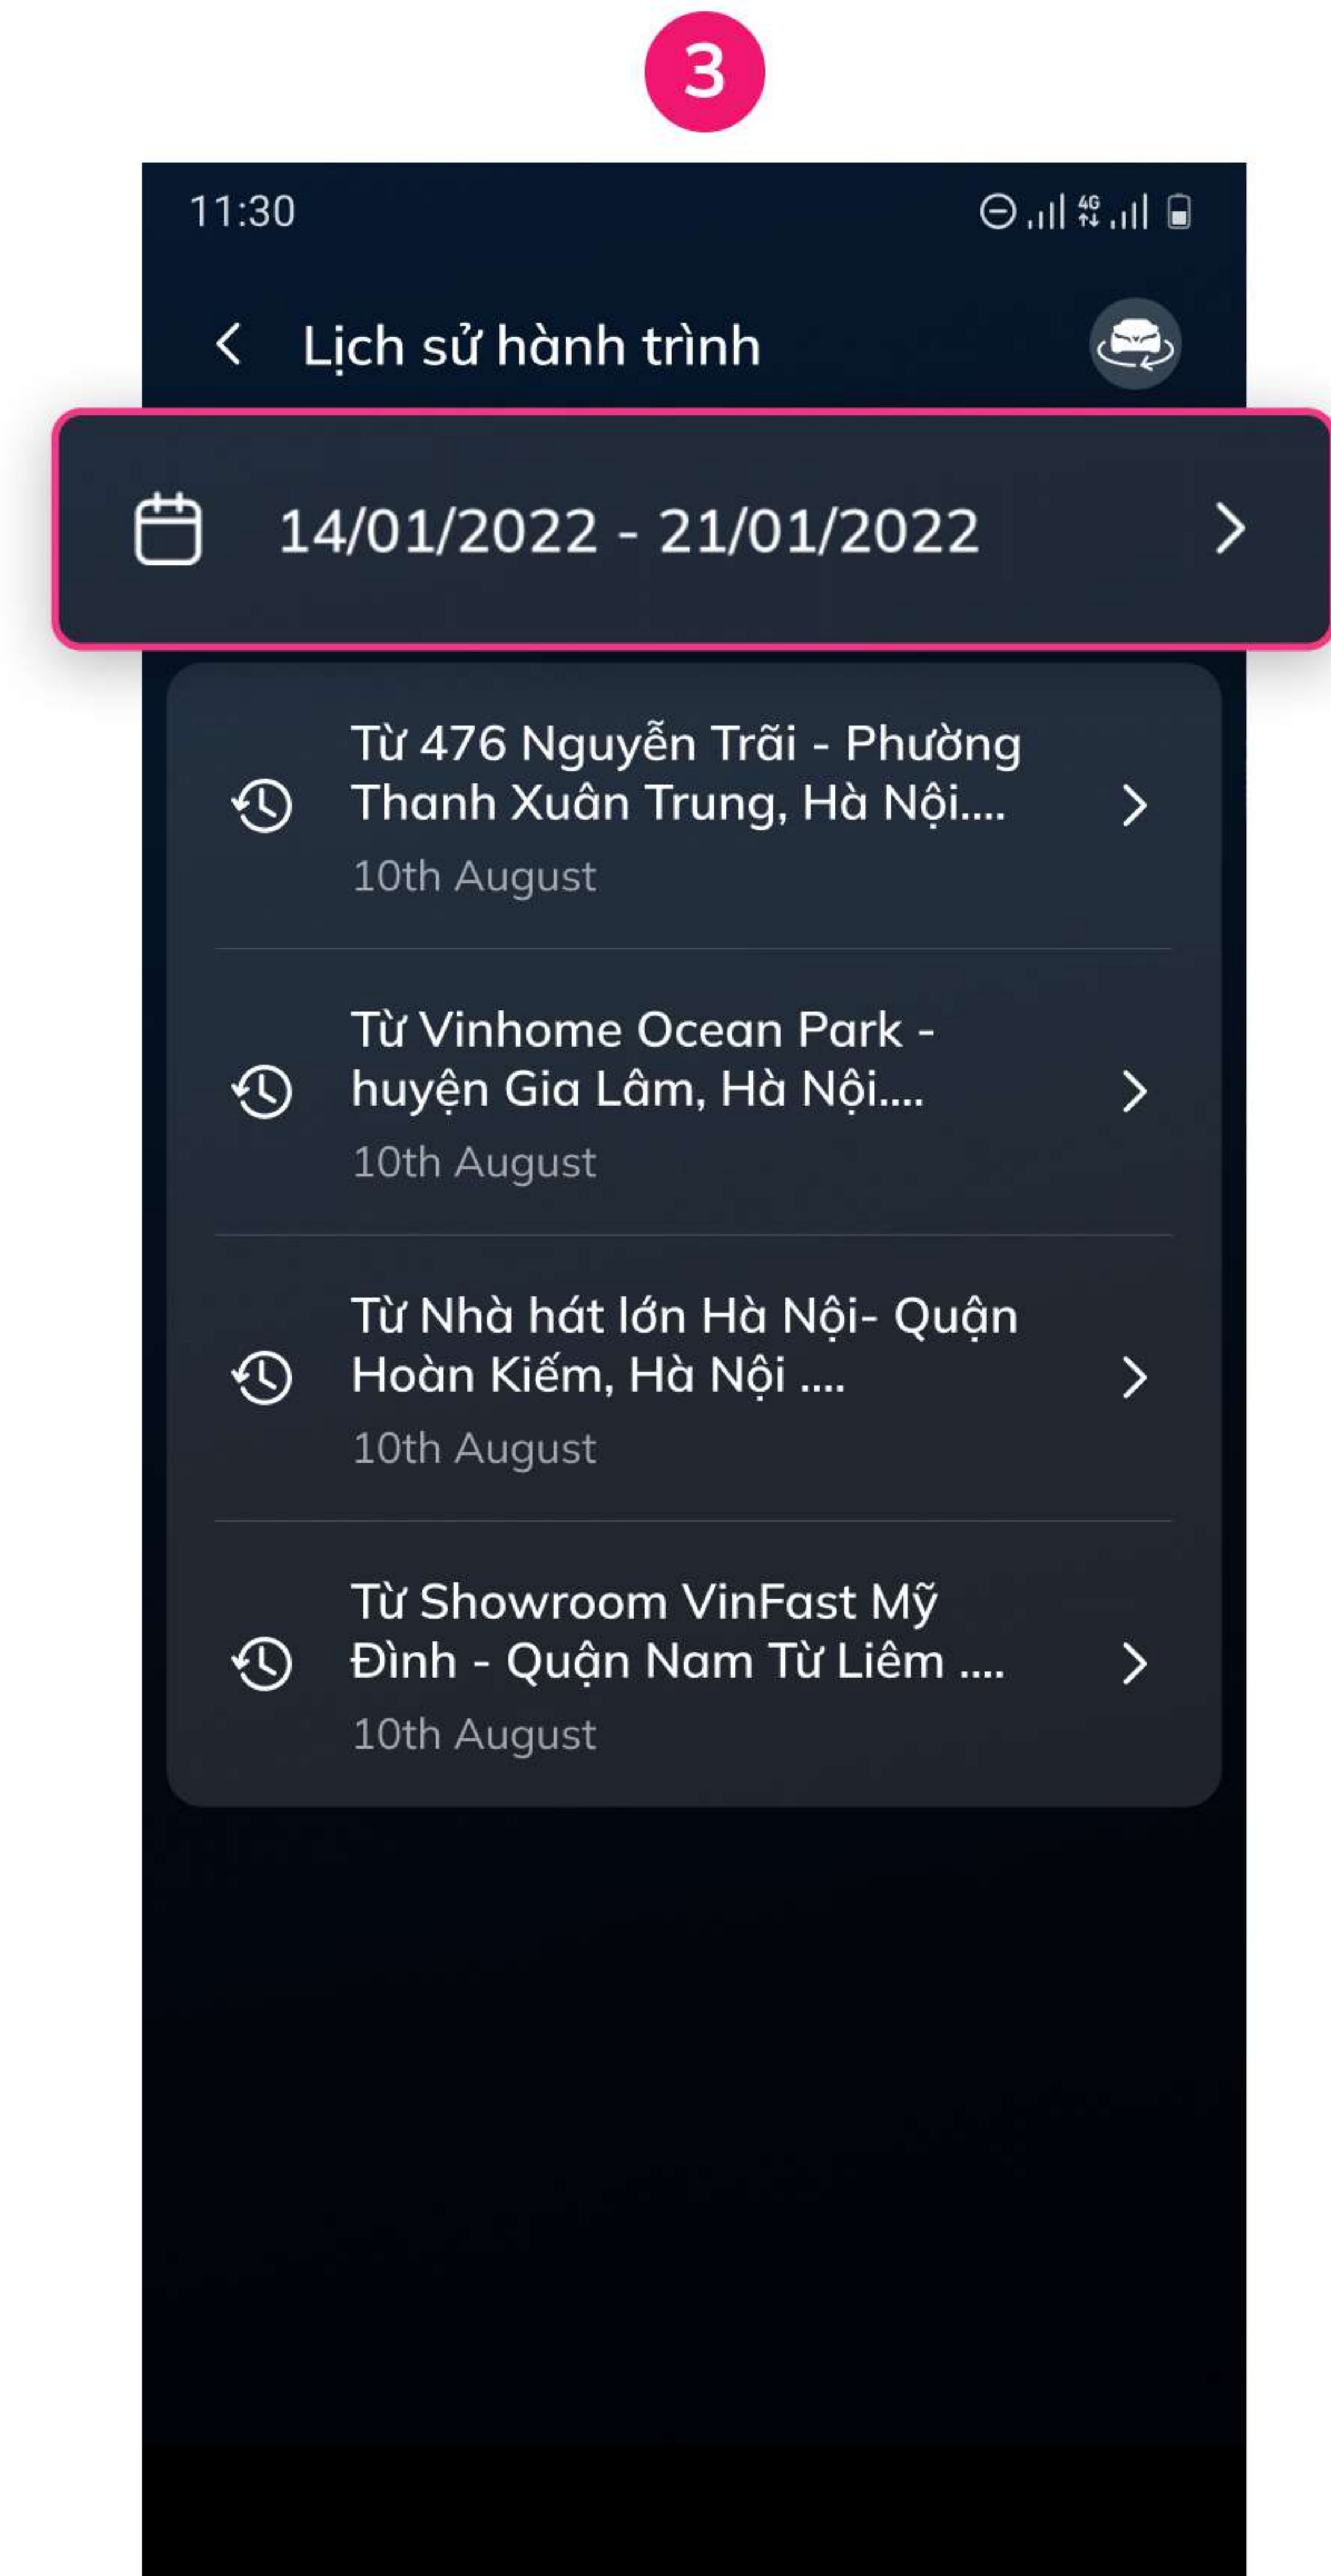 3
11:30
4G
Lịch sử hành trình
14/01/2022 - 21/01/2022
Từ 476 Nguyễn Trãi - Phường
Thanh Xuân Trung, Hà Nội....
10th August
Từ Vinhome Ocean Park -
huyện Gia Lâm, Hà Nội....
10th August
Từ Nhà hát lớn Hà Nội- Quận
Hoàn Kiếm, Hà Nội ....
10th August
Từ Showroom VinFast Mỹ
Đình - Quận Nam Từ Liêm ....
10th August